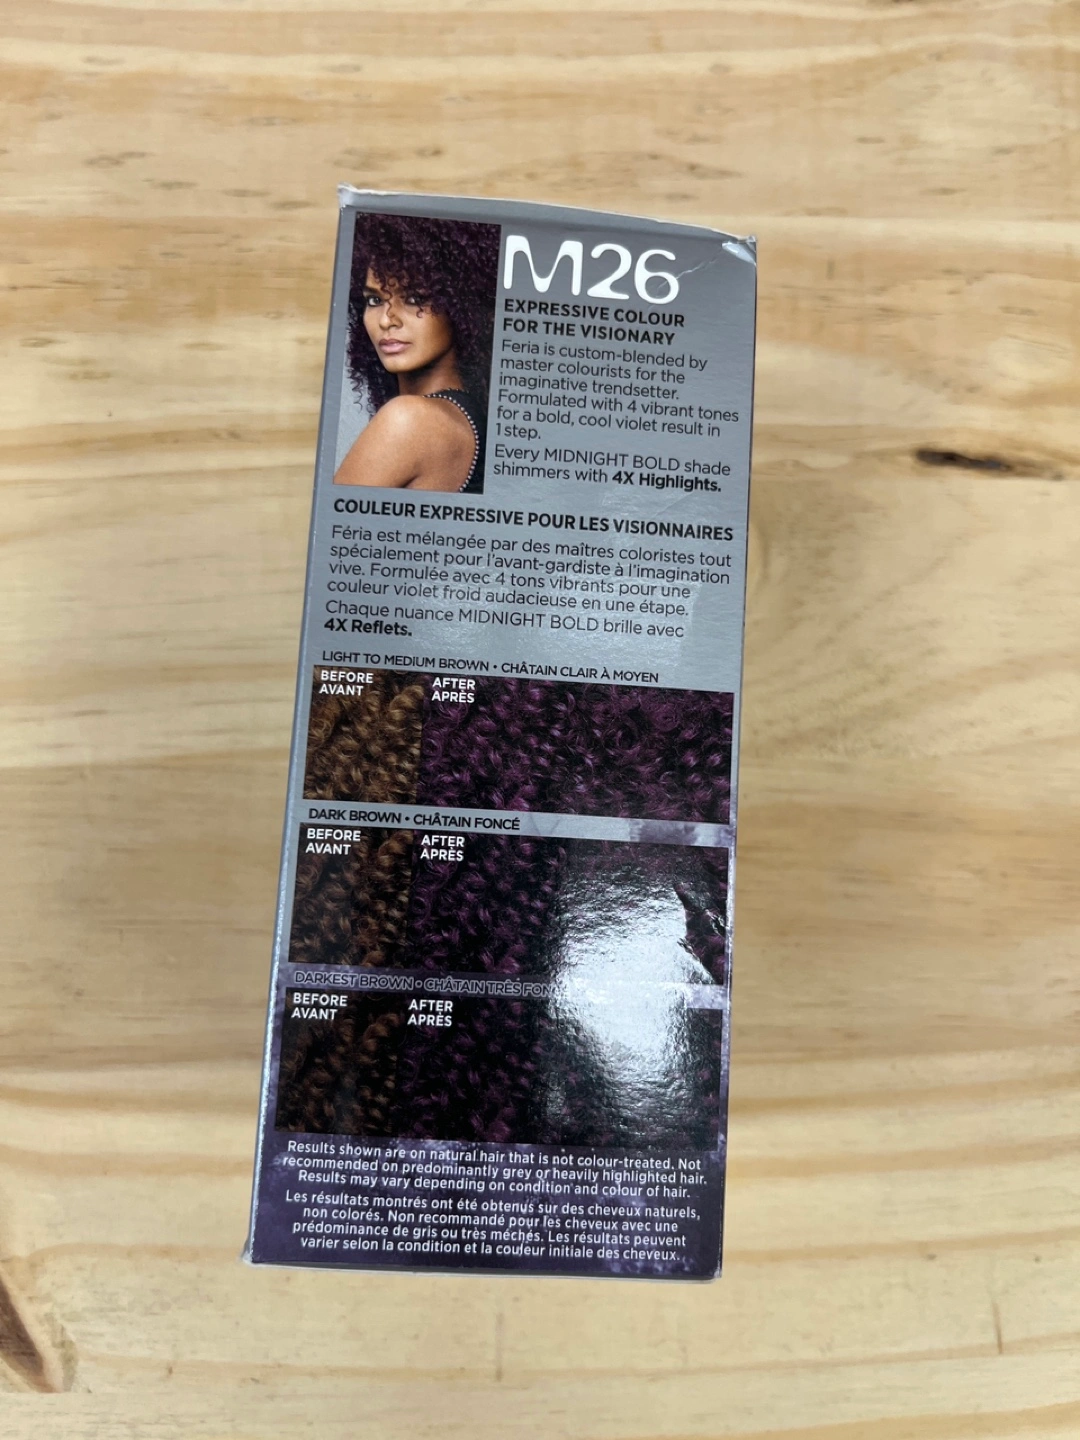 M26
EXPRESSIVE COLOUR
FOR THE VISIONARY
Feria is custom-blended by
master colourists for the
imaginative trendsetter.
Formulated with 4 vibrant tones
for a bold, cool violet result in
1 step.
Every MIDNIGHT BOLD shade
shimmers with 4X Highlights.
COULEUR EXPRESSIVE POUR LES VISIONNAIRES
Féria est mélangée par des maîtres coloristes tout
spécialement pour l'avant-gardiste à l'imagination
vive. Formulée avec 4 tons vibrants pour une
couleur violet froid audacieuse en une étape.
Chaque nuance MIDNIGHT BOLD brille avec
4X Reflets.
LIGHT TO MEDIUM BROWN • CHÂTAIN CLAIR À MOYEN
BEFORE
AVANT
AFTER
APRÈS
DARK BROWN • CHÂTAIN FONCÉ
BEFORE
AVANT
AFTER
APRÈS
DARKEST BROWN • CHÂTAIN TRÈS
BEFORE
AVANT
AFTER
APRÈS
Results shown are on natural hair that is not colour-treated. Not
recommended on predominantly grey or heavily highlighted hair.
Results may vary depending on condition and colour of hair.
Les résultats montrés ont été obtenus sur des cheveux naturels,
non colorés. Non recommandé pour les cheveux avec une
prédominance de gris ou très méchés. Les résultats peuvent
varier selon la condition et la couleur initiale des cheveux.